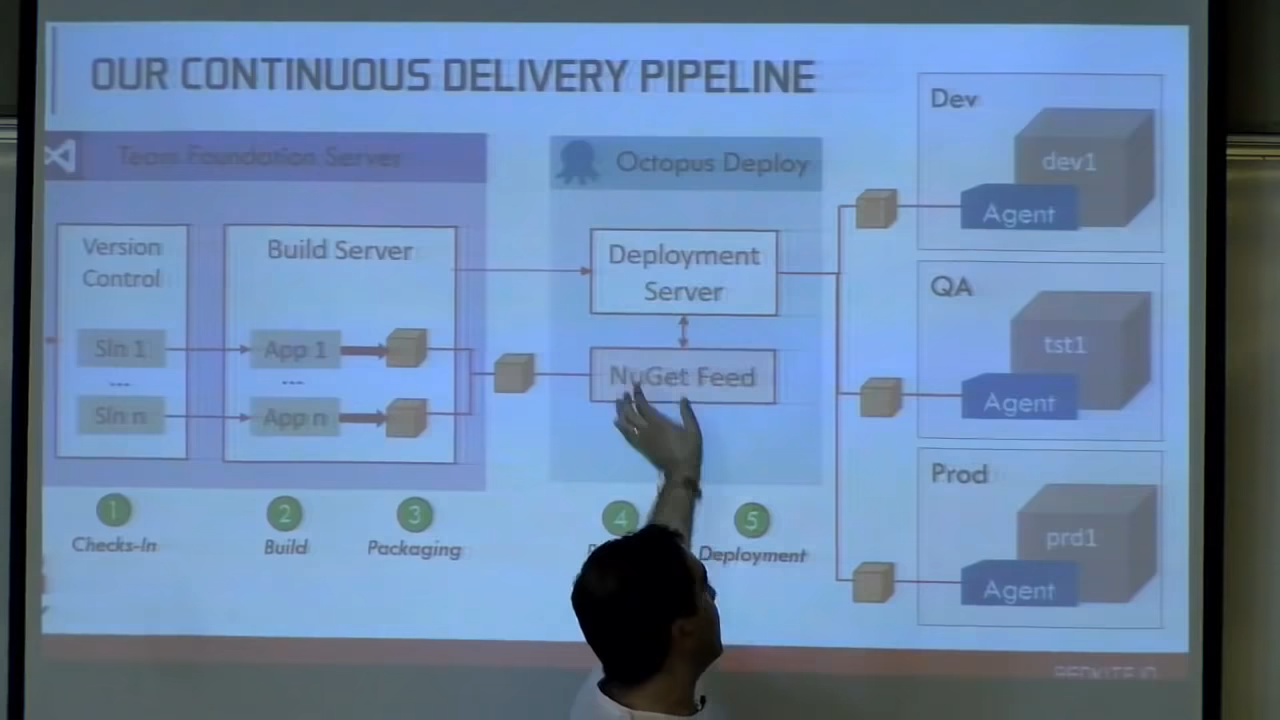 OUR CONTINUOUS DELIVERY PIPELINE
Team Foundation Server
Version
Control
Sln 1
...
Sln n
Build Server
App 1
...
App n
Octopus Deploy
Deployment
Server
NuGet Feed
Dev
dev1
Agent
QA
tst1
Agent
Prod
prd1
Agent
1
Checks-In
2
Build
3
Packaging
4
5
Deployment